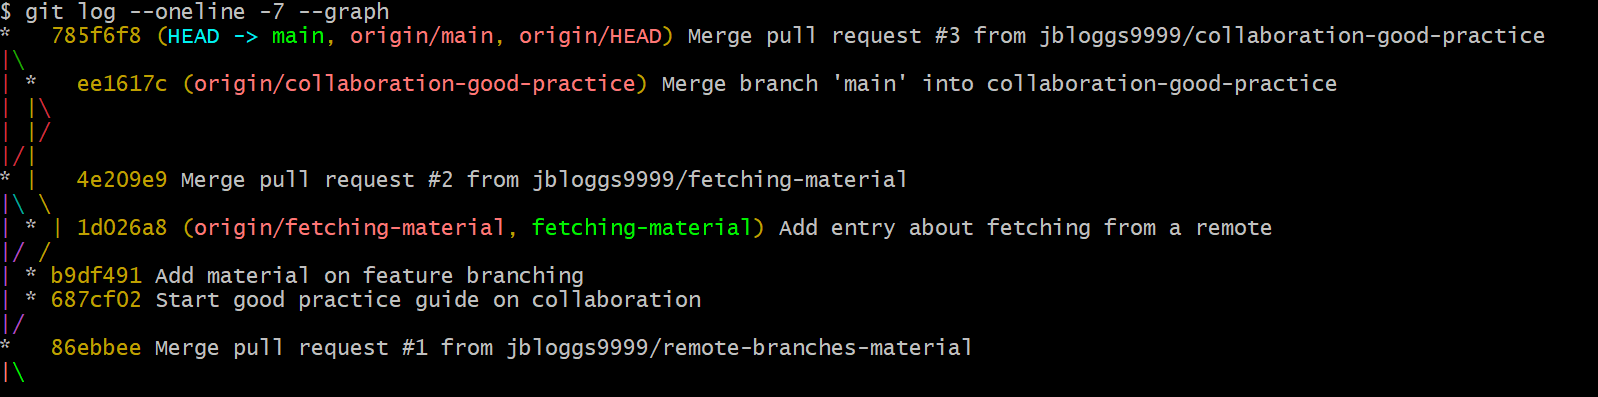 $ git log --oneline -7 --graph
*   785f6f8 (HEAD -> main, origin/main, origin/HEAD) Merge pull request #3 from jbloggs9999/collaboration-good-practice
|\
| *   ee1617c (origin/collaboration-good-practice) Merge branch 'main' into collaboration-good-practice
| |\
| |/
|/|
* |   4e209e9 Merge pull request #2 from jbloggs9999/fetching-material
|\ \
| * | 1d026a8 (origin/fetching-material, fetching-material) Add entry about fetching from a remote
|/ /
| * b9df491 Add material on feature branching
| * 687cf02 Start good practice guide on collaboration
|/
*   86ebbee Merge pull request #1 from jbloggs9999/remote-branches-material
|\